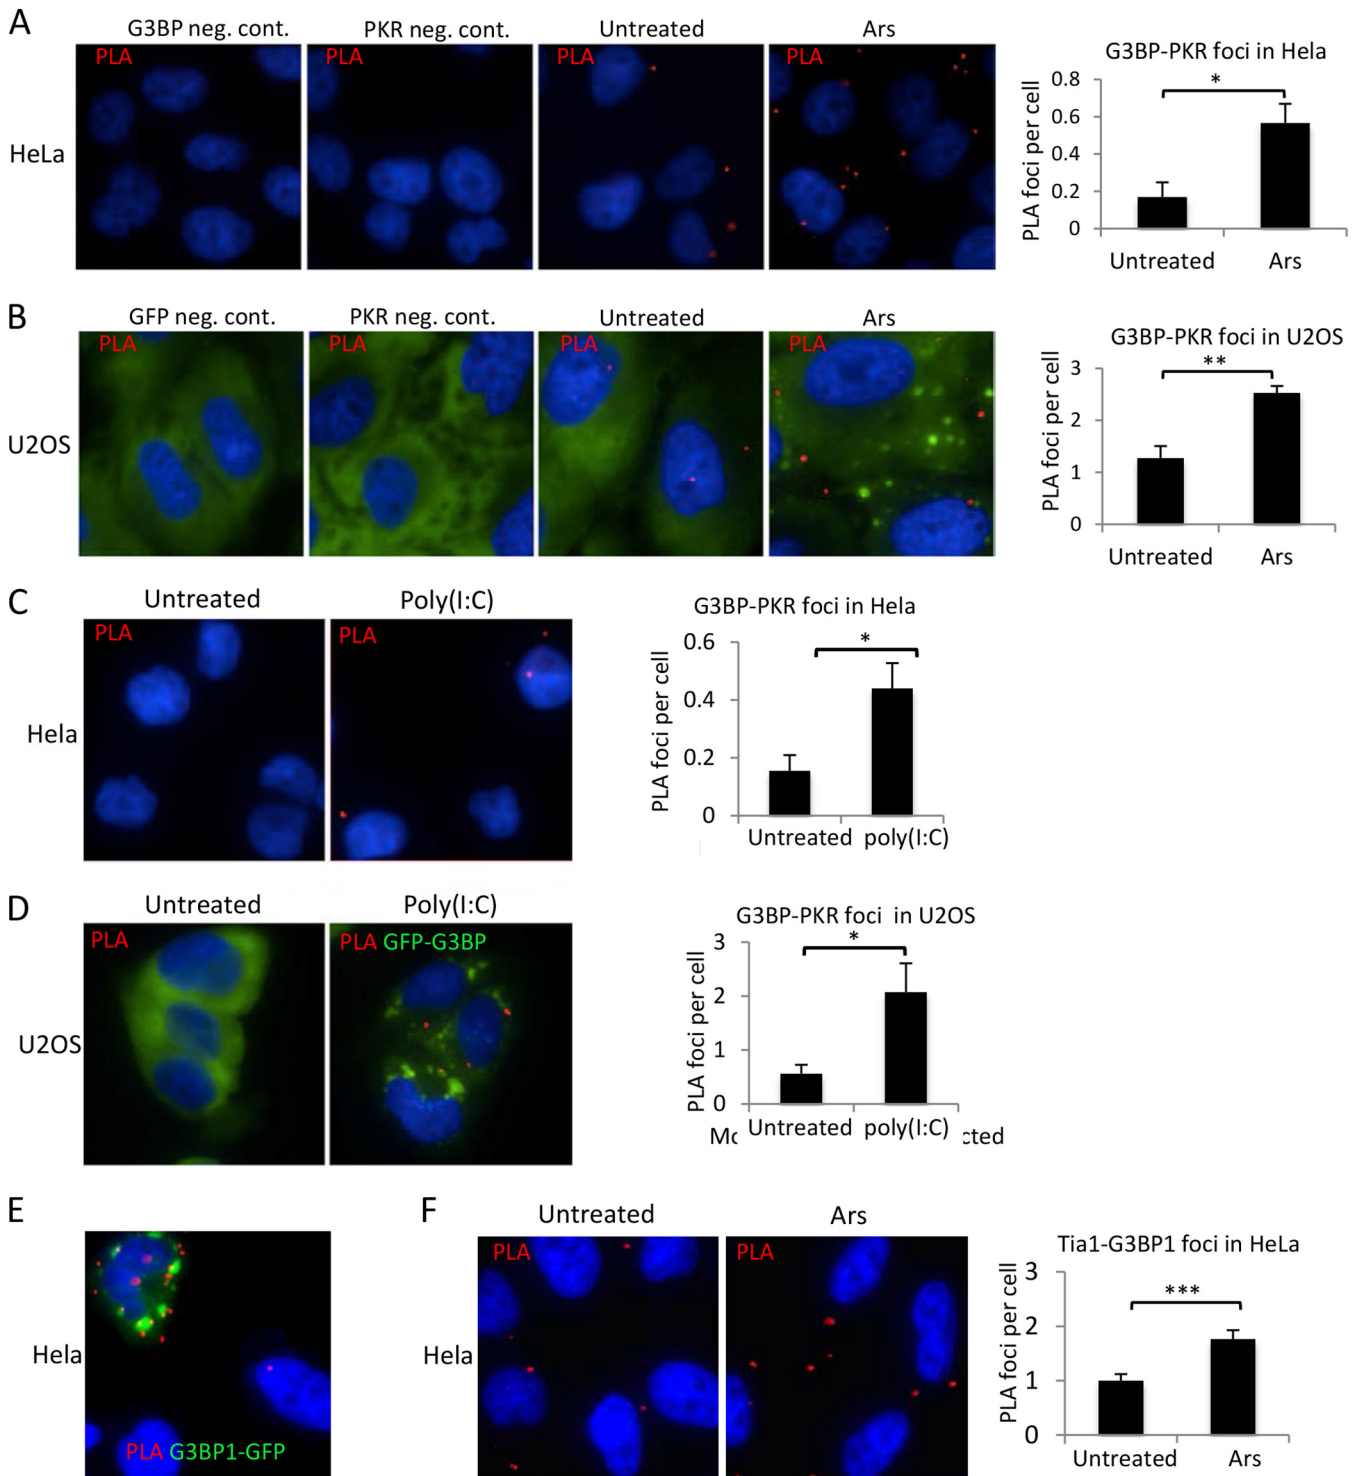 A
G3BP neg. cont.
PKR neg. cont.
Untreated
Ars
PLA
PLA
PLA
PLA
HeLa
G3BP-PKR foci in Hela
*
PLA foci per cell
0.8
0.6
0.4
0.2
0
Untreated
Ars
B
GFP neg. cont.
PKR neg. cont.
Untreated
Ars
PLA
PLA
PLA
PLA
U2OS
G3BP-PKR foci in U2OS
**
PLA foci per cell
3
2
1
0
Untreated
Ars
C
Untreated
Poly(I:C)
PLA
PLA
Hela
G3BP-PKR foci in Hela
*
PLA foci per cell
0.6
0.4
0.2
0
Untreated
poly(I:C)
D
Untreated
Poly(I:C)
PLA
PLA GFP-G3BP
U2OS
G3BP-PKR foci in U2OS
*
PLA foci per cell
3
2
1
0
Untreated
poly(I:C)
cted
E
Hela
PLA G3BP1-GFP
F
Untreated
Ars
PLA
PLA
Hela
Tia1-G3BP1 foci in HeLa
***
PLA foci per cell
3
2
1
0
Untreated
Ars